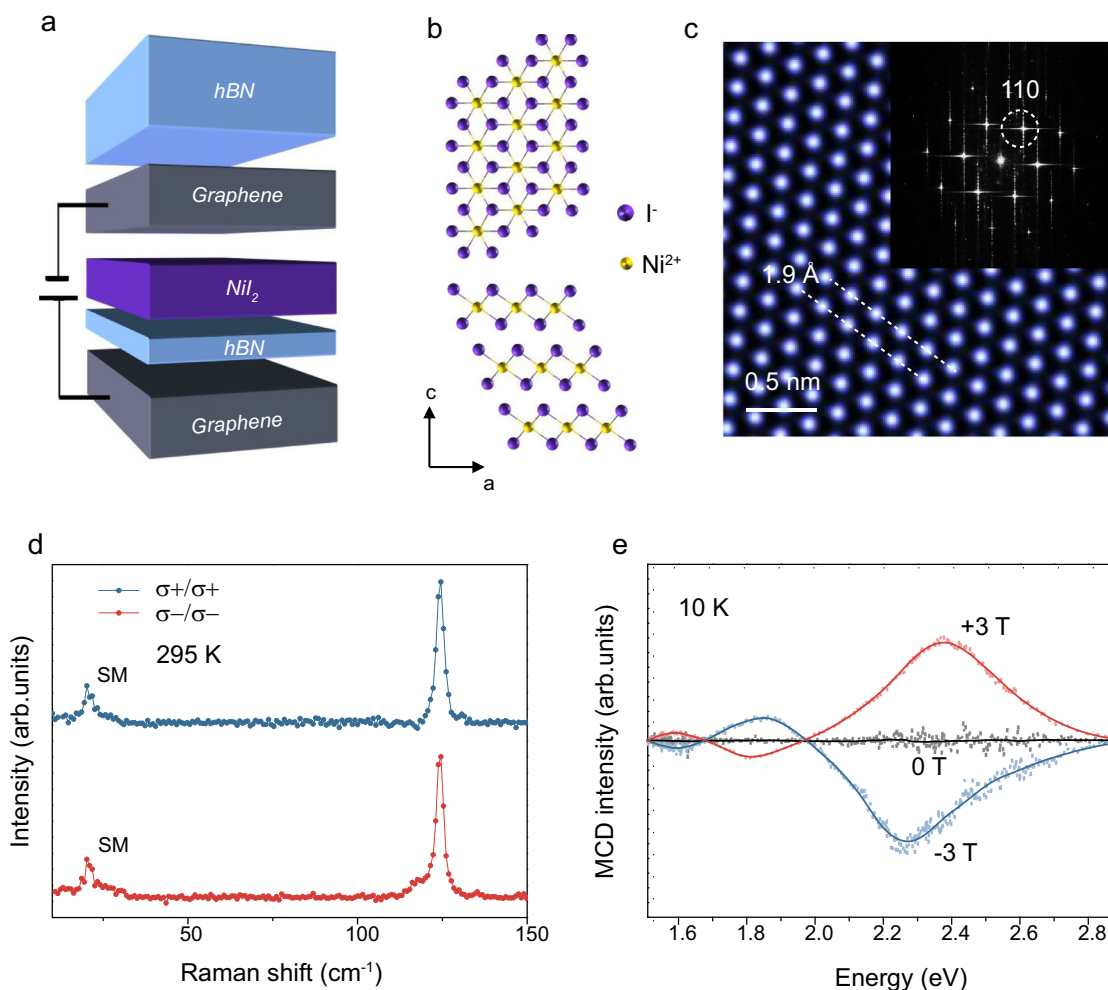 a
hBN
Graphene
NiI₂
hBN
Graphene
b
I⁻
Ni²⁺
c
a
c
110
1.9 Å
0.5 nm
d
σ+/σ+
σ−/σ−
295 K
SM
SM
Intensity (arb.units)
50
100
150
Raman shift (cm⁻¹)
e
10 K
+3 T
0 T
-3 T
MCD intensity (arb.units)
1.6
1.8
2.0
2.2
2.4
2.6
2.8
Energy (eV)